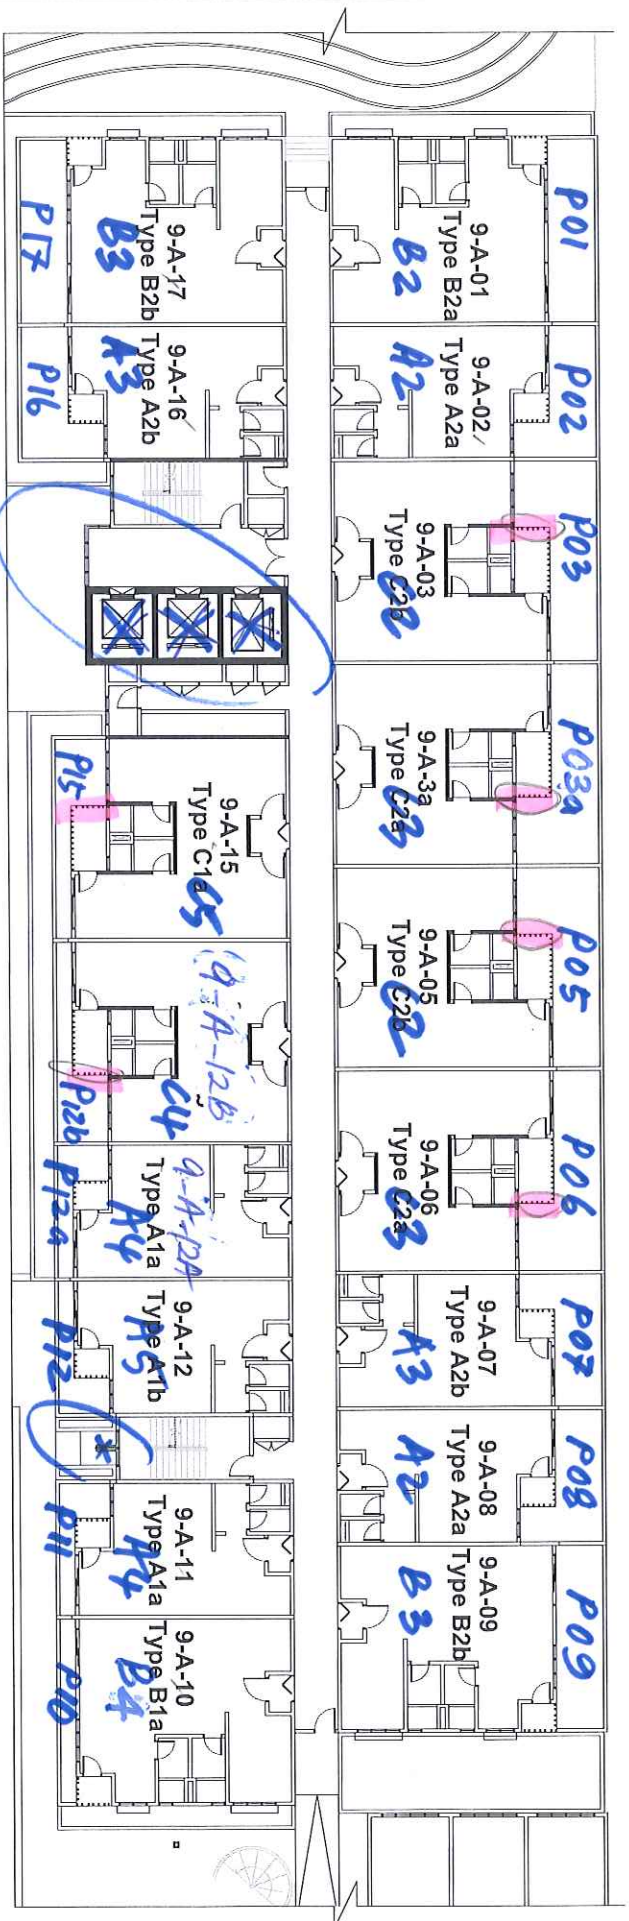 P01
9-A-01
Type B2a
B2
P02
9-A-02
Type A2a
A2
P03
9-A-03
Type C2b
C2
P03a
9-A-3a
Type C2a
C3
P05
9-A-05
Type C2b
C2
P06
9-A-06
Type C2a
C3
P07
9-A-07
Type A2b
A3
P08
9-A-08
Type A2a
A2
P09
9-A-09
Type B2b
B3
9-A-17
Type B2b
B3
P17
9-A-16
Type A2b
A3
P16
9-A-15
Type C1a
C5
P15
(9-A-12B)
C4
P12b
9-A-12A
Type A1a
A4
P12a
9-A-12
Type A1b
A5
P12
9-A-11
Type A1a
A4
P11
9-A-10
Type B1a
B4
P10